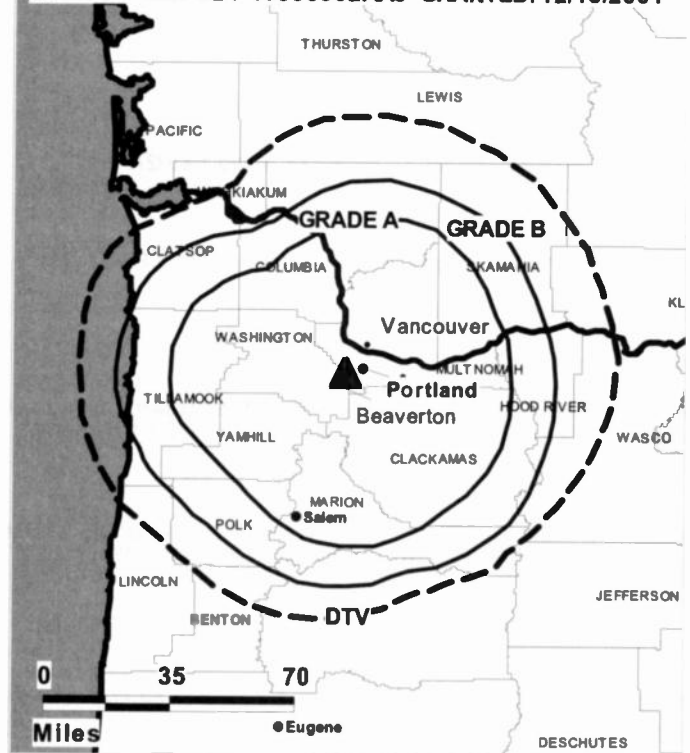 THURSTON
LEWIS
PACIFIC
GRADE A
GRADE B
CLATSOP
COLUMBIA
SKAMANIA
KL
WASHINGTON
Vancouver
MULTNOMAH
Portland
TILLAMOOK
HOOD RIVER
Beaverton
YAMHILL
WASCO
CLACKAMAS
MARION
Salem
POLK
LINCOLN
JEFFERSON
BENTON
DTV
0 35 70
Miles
Eugene
DESCHUTES